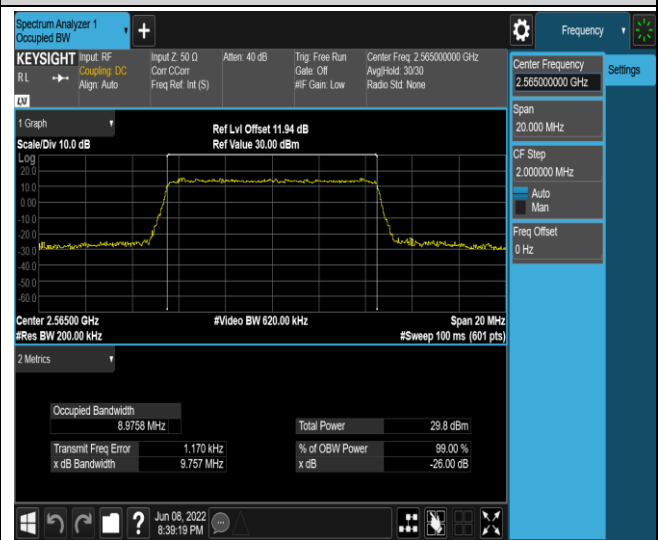 Spectrum Analyzer 1
Occupied BW
+
Frequency
KEYSIGHT
RL
LXI
Input: RF
Coupling: DC
Align: Auto
Input Z: 50 Ω
Corr CCorr
Freq Ref: Int (S)
Atten: 40 dB
Trig: Free Run
Gate: Off
#IF Gain: Low
Center Freq: 2.565000000 GHz
Avg|Hold: 30/30
Radio Std: None
Center Frequency
2.565000000 GHz
Settings
Span
20.000 MHz
CF Step
2.000000 MHz
Auto
Man
Freq Offset
0 Hz
1 Graph
Scale/Div 10.0 dB
Ref Lvl Offset 11.94 dB
Ref Value 30.00 dBm
Log
20.0
10.0
0.00
-10.0
-20.0
-30.0
-40.0
-50.0
-60.0
Center 2.56500 GHz
#Res BW 200.00 kHz
#Video BW 620.00 kHz
Span 20 MHz
#Sweep 100 ms (601 pts)
2 Metrics
Occupied Bandwidth
8.9758 MHz
Total Power 29.8 dBm
Transmit Freq Error 1.170 kHz
% of OBW Power 99.00 %
x dB Bandwidth 9.757 MHz
x dB -26.00 dB
?
Jun 08, 2022
8:39:19 PM